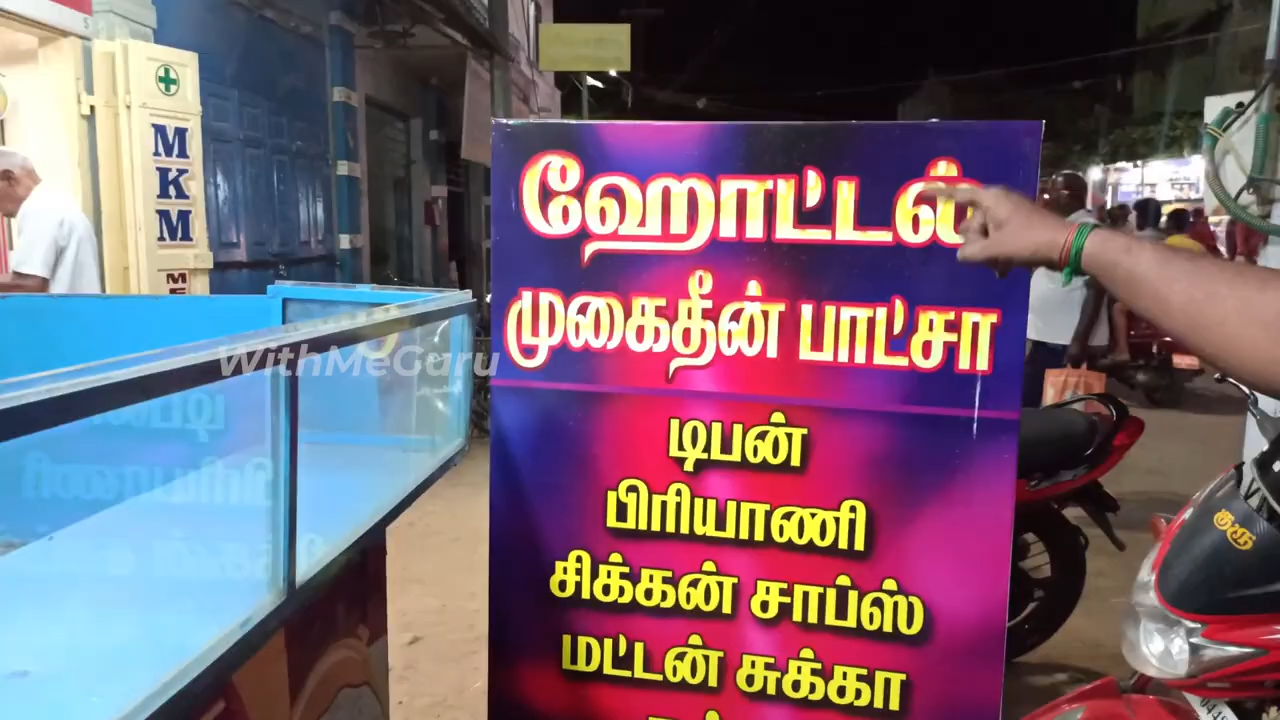 MKM
ஹோட்டல்
முகைதீன் பாட்சா
WithMeGuru
டிபன்
பிரியாணி
சிக்கன் சாப்ஸ்
மட்டன் சுக்கா
குரு